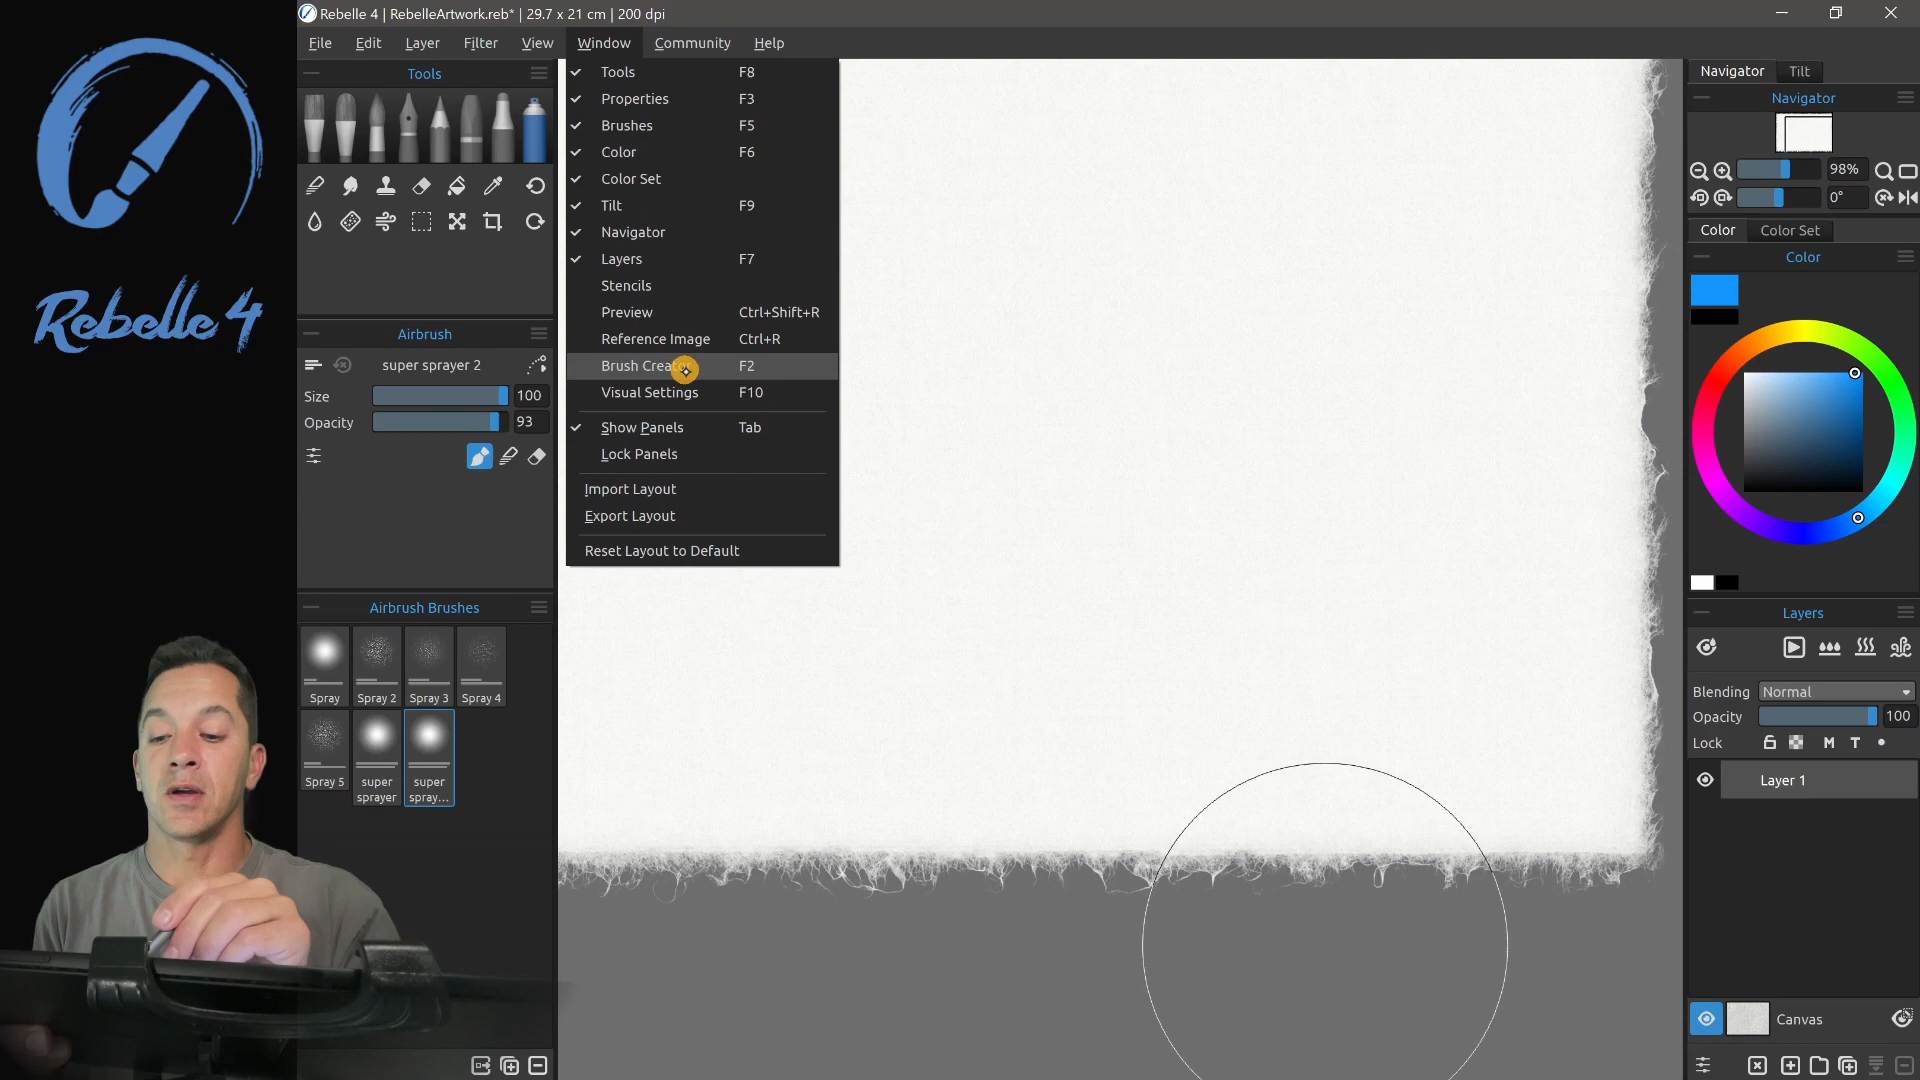 Rebelle 4 | RebelleArtwork.reb* | 29.7 x 21 cm | 200 dpi
File Edit Layer Filter View Window Community Help
Rebelle 4
Tools
Airbrush
super sprayer 2
Size 100
Opacity 93
Airbrush Brushes
Spray Spray 2 Spray 3 Spray 4
Spray 5 super sprayer super spray...
Tools F8
Properties F3
Brushes F5
Color F6
Color Set
Tilt F9
Navigator
Layers F7
Stencils
Preview Ctrl+Shift+R
Reference Image Ctrl+R
Brush Creator F2
Visual Settings F10
Show Panels Tab
Lock Panels
Import Layout
Export Layout
Reset Layout to Default
Navigator Tilt
Navigator
98%
0°
Color Color Set
Color
Layers
Blending Normal
Opacity 100
Lock M T
Layer 1
Canvas